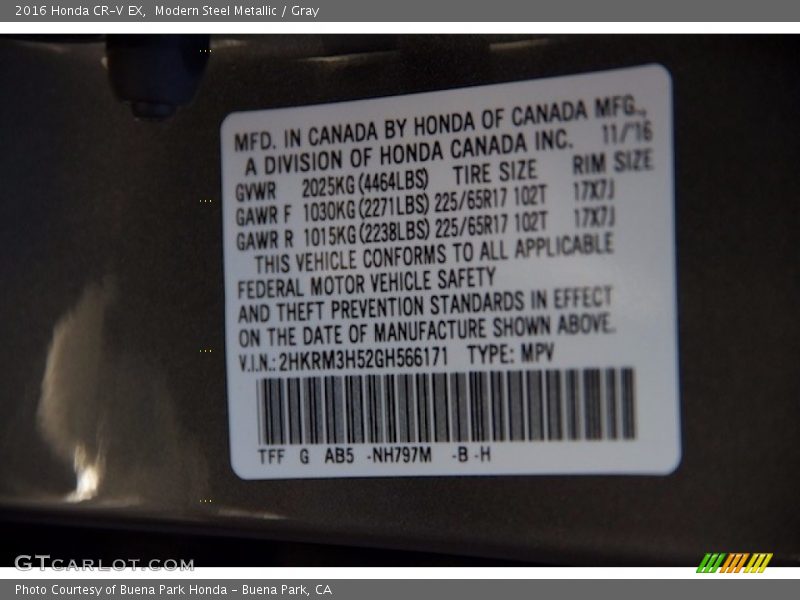 2016 Honda CR-V EX, Modern Steel Metallic / Gray
MFD. IN CANADA BY HONDA OF CANADA MFG.,
A DIVISION OF HONDA CANADA INC. 11/16
GVWR 2025KG (4464LBS) TIRE SIZE RIM SIZE
GAWR F 1030KG (2271LBS) 225/65R17 102T 17X7J
GAWR R 1015KG (2238LBS) 225/65R17 102T 17X7J
THIS VEHICLE CONFORMS TO ALL APPLICABLE
FEDERAL MOTOR VEHICLE SAFETY
AND THEFT PREVENTION STANDARDS IN EFFECT
ON THE DATE OF MANUFACTURE SHOWN ABOVE.
V.I.N.: 2HKRM3H52GH566171 TYPE: MPV
TFF G AB5 -NH797M -B -H
GTCARLOT.COM
Photo Courtesy of Buena Park Honda - Buena Park, CA